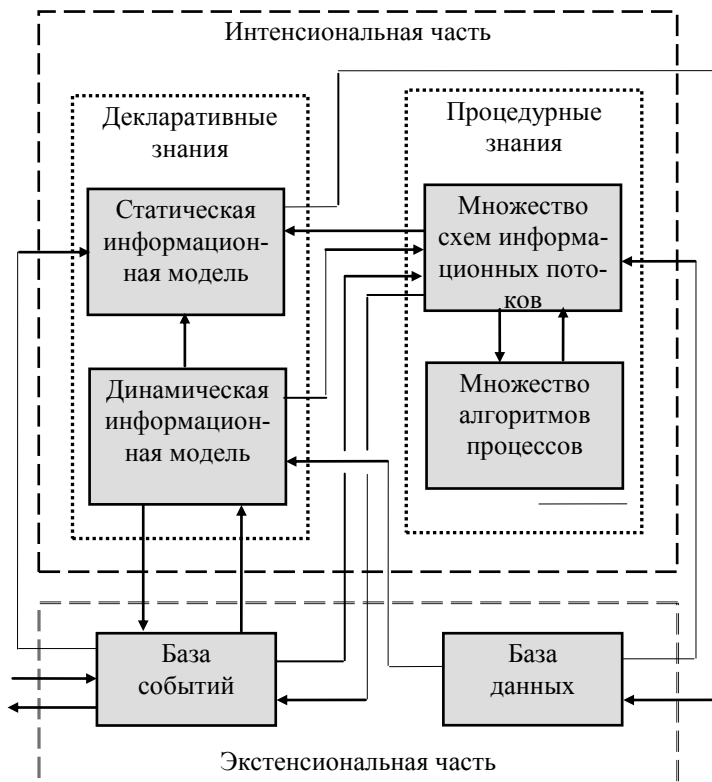 Интенсиональная часть
Декларативные
знания
Процедурные
знания
Статическая
информацион-
ная модель
Множество
схем информа-
ционных пото-
ков
Динамическая
информацион-
ная модель
Множество
алгоритмов
процессов
База
событий
База
данных
Экстенсиональная часть